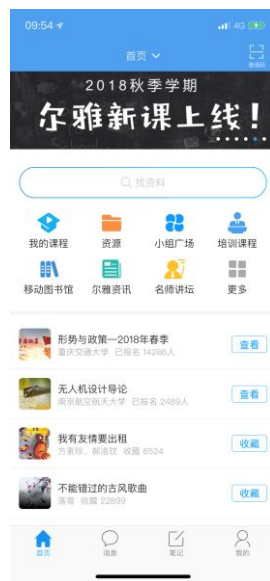 09:54
4G
首页
邀请码
2018秋季学期
尔雅新课上线!
找资料
我的课程 资源 小组广场 培训课程
移动图书馆 尔雅资讯 名师讲坛 更多
形势与政策—2018年春季
重庆交通大学 已报名 14286人
查看
无人机设计导论
南京航空航天大学 已报名 2489人
查看
我有友情要出租
方素珍、郝洛玟 收藏 8524
收藏
不能错过的古风歌曲
落雪 收藏 22899
收藏
首页 消息 笔记 我的